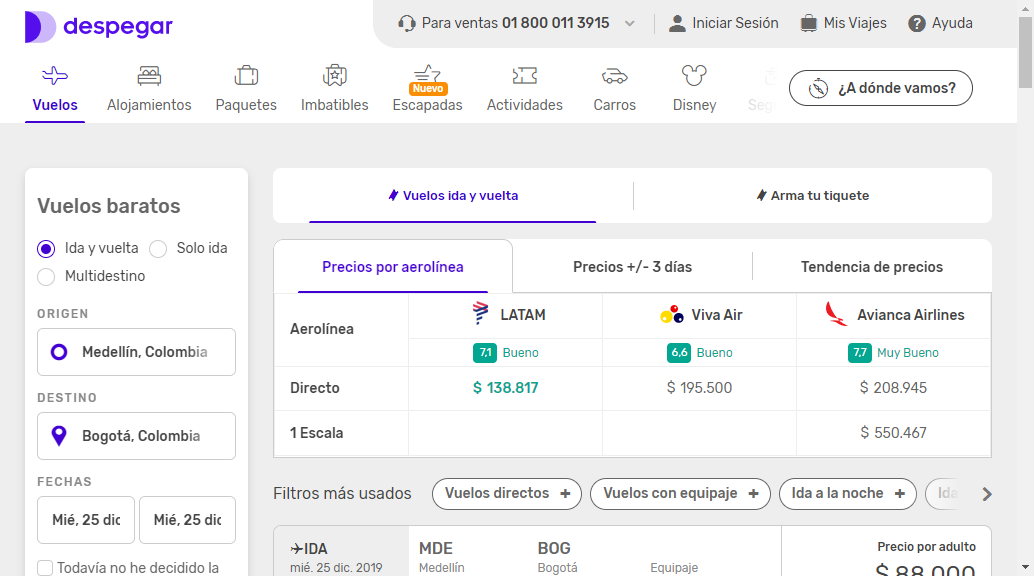 despegar
Para ventas 01 800 011 3915
Iniciar Sesión
Mis Viajes
? Ayuda
Vuelos
Alojamientos
Paquetes
Imbatibles
Nuevo
Escapadas
Actividades
Carros
Disney
Seg
¿A dónde vamos?
Vuelos baratos
Ida y vuelta
Solo ida
Multidestino
ORIGEN
Medellín, Colombia
DESTINO
Bogotá, Colombia
FECHAS
Mié, 25 dic
Mié, 25 dic
Todavía no he decidido la
Vuelos ida y vuelta
Arma tu tiquete
Precios por aerolínea
Precios +/- 3 días
Tendencia de precios
Aerolínea
LATAM
Viva Air
Avianca Airlines
7,1 Bueno
6,6 Bueno
7,7 Muy Bueno
Directo
$ 138.817
$ 195.500
$ 208.945
1 Escala
$ 550.467
Filtros más usados
Vuelos directos +
Vuelos con equipaje +
Ida a la noche +
Ida
IDA
mié. 25 dic. 2019
MDE
Medellín
BOG
Bogotá
Equipaje
Precio por adulto
$ 88.000